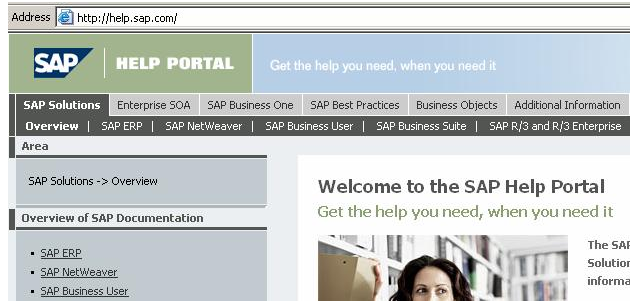 Address http://help.sap.com/
SAP HELP PORTAL Get the help you need, when you need it
SAP Solutions Enterprise SOA SAP Business One SAP Best Practices Business Objects Additional Information
Overview | SAP ERP | SAP NetWeaver | SAP Business User | SAP Business Suite | SAP R/3 and R/3 Enterprise
Area
SAP Solutions -> Overview
Overview of SAP Documentation
SAP ERP
SAP NetWeaver
SAP Business User
Welcome to the SAP Help Portal
Get the help you need, when you need it
The SAP
Solution
informa